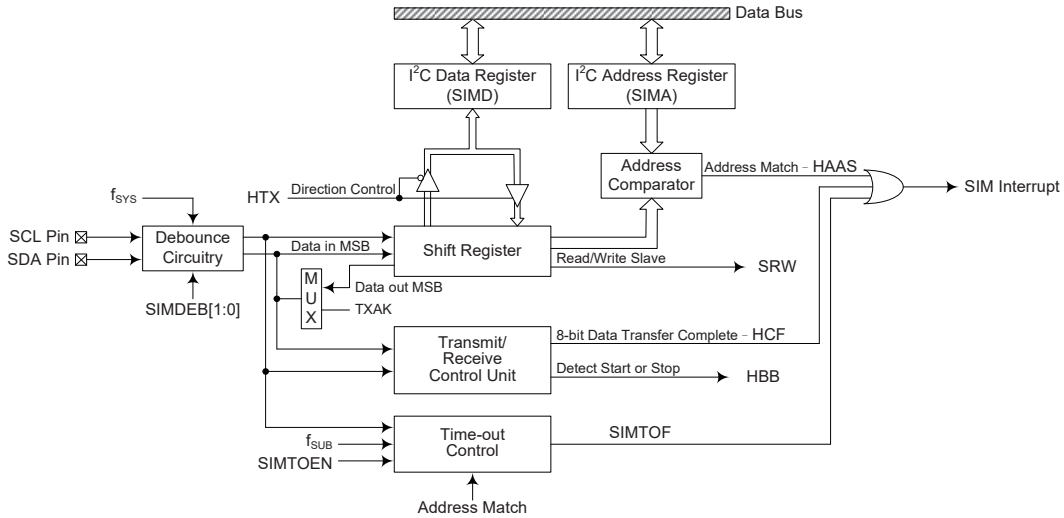 Data Bus
I²C Data Register
(SIMD)
I²C Address Register
(SIMA)
Address
Comparator
Address Match – HAAS
SIM Interrupt
HTX
Direction Control
fSYS
SCL Pin
SDA Pin
Debounce
Circuitry
SIMDEB[1:0]
Data in MSB
Shift Register
Read/Write Slave
SRW
M
U
X
Data out MSB
TXAK
Transmit/
Receive
Control Unit
8-bit Data Transfer Complete – HCF
Detect Start or Stop
HBB
fSUB
SIMTOEN
Time-out
Control
SIMTOF
Address Match